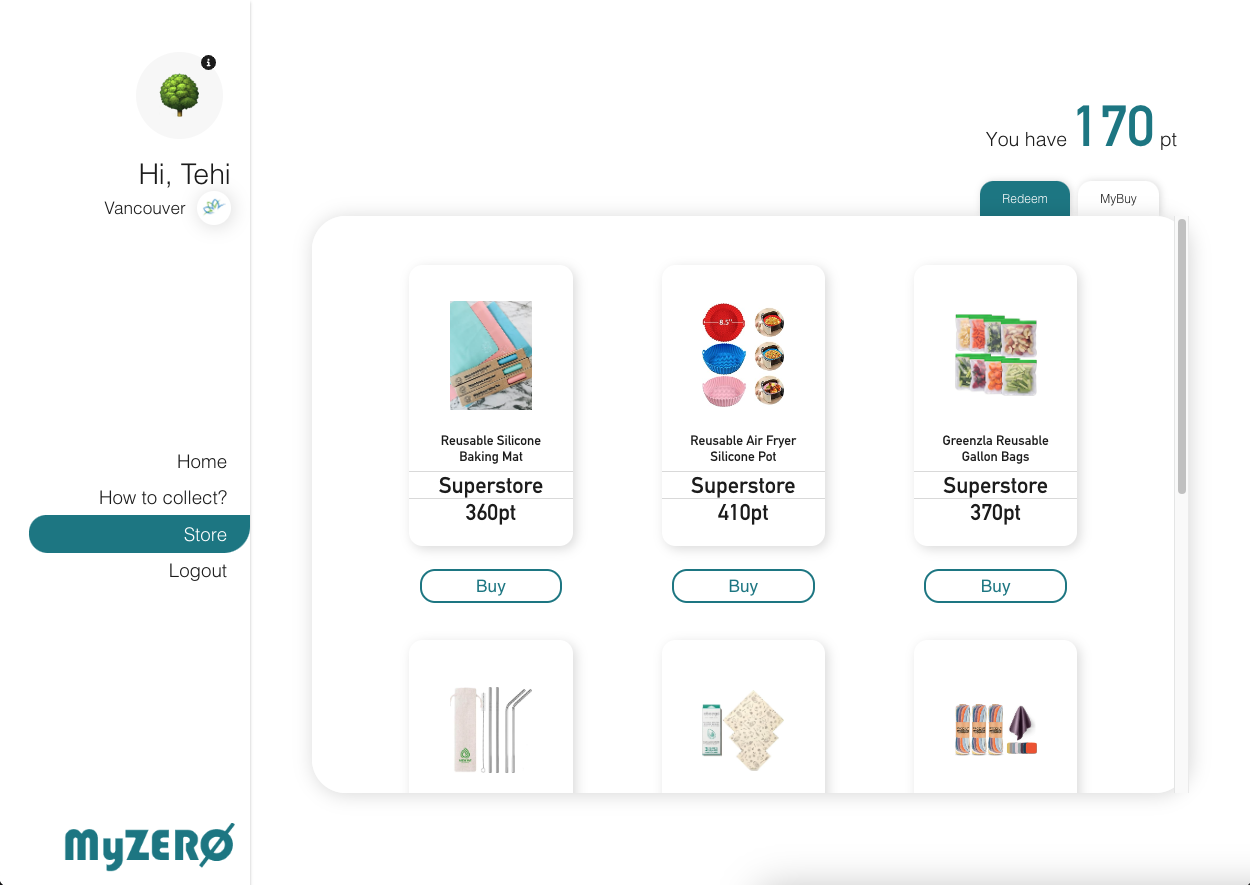 Hi, Tehi
Vancouver
Home
How to collect?
Store
Logout
MyZERO
You have 170 pt
Redeem
MyBuy
8.5"
Reusable Silicone
Baking Mat
Superstore
360pt
Buy
Reusable Air Fryer
Silicone Pot
Superstore
410pt
Buy
Greenzla Reusable
Gallon Bags
Superstore
370pt
Buy